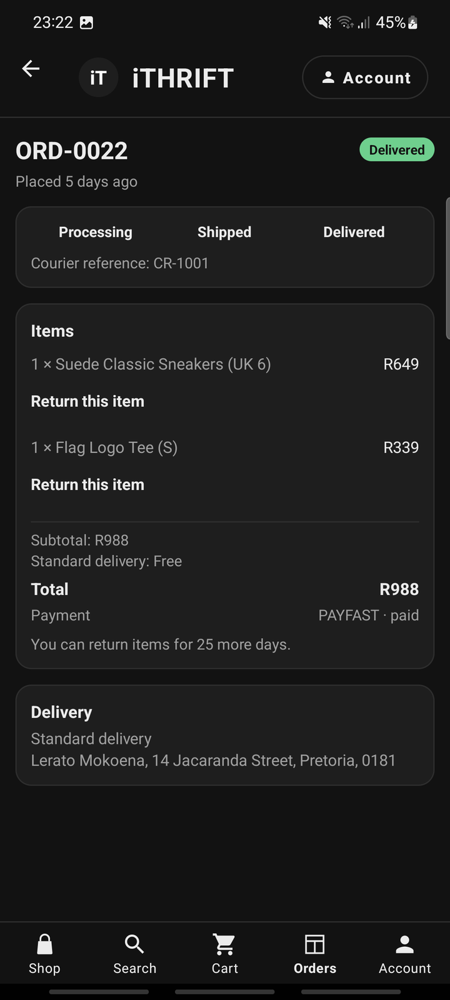 23:22
45%
iT iTHRIFT Account
ORD-0022 Delivered
Placed 5 days ago
Processing Shipped Delivered
Courier reference: CR-1001
Items
1 × Suede Classic Sneakers (UK 6) R649
Return this item
1 × Flag Logo Tee (S) R339
Return this item
Subtotal: R988
Standard delivery: Free
Total R988
Payment PAYFAST · paid
You can return items for 25 more days.
Delivery
Standard delivery
Lerato Mokoena, 14 Jacaranda Street, Pretoria, 0181
Shop Search Cart Orders Account